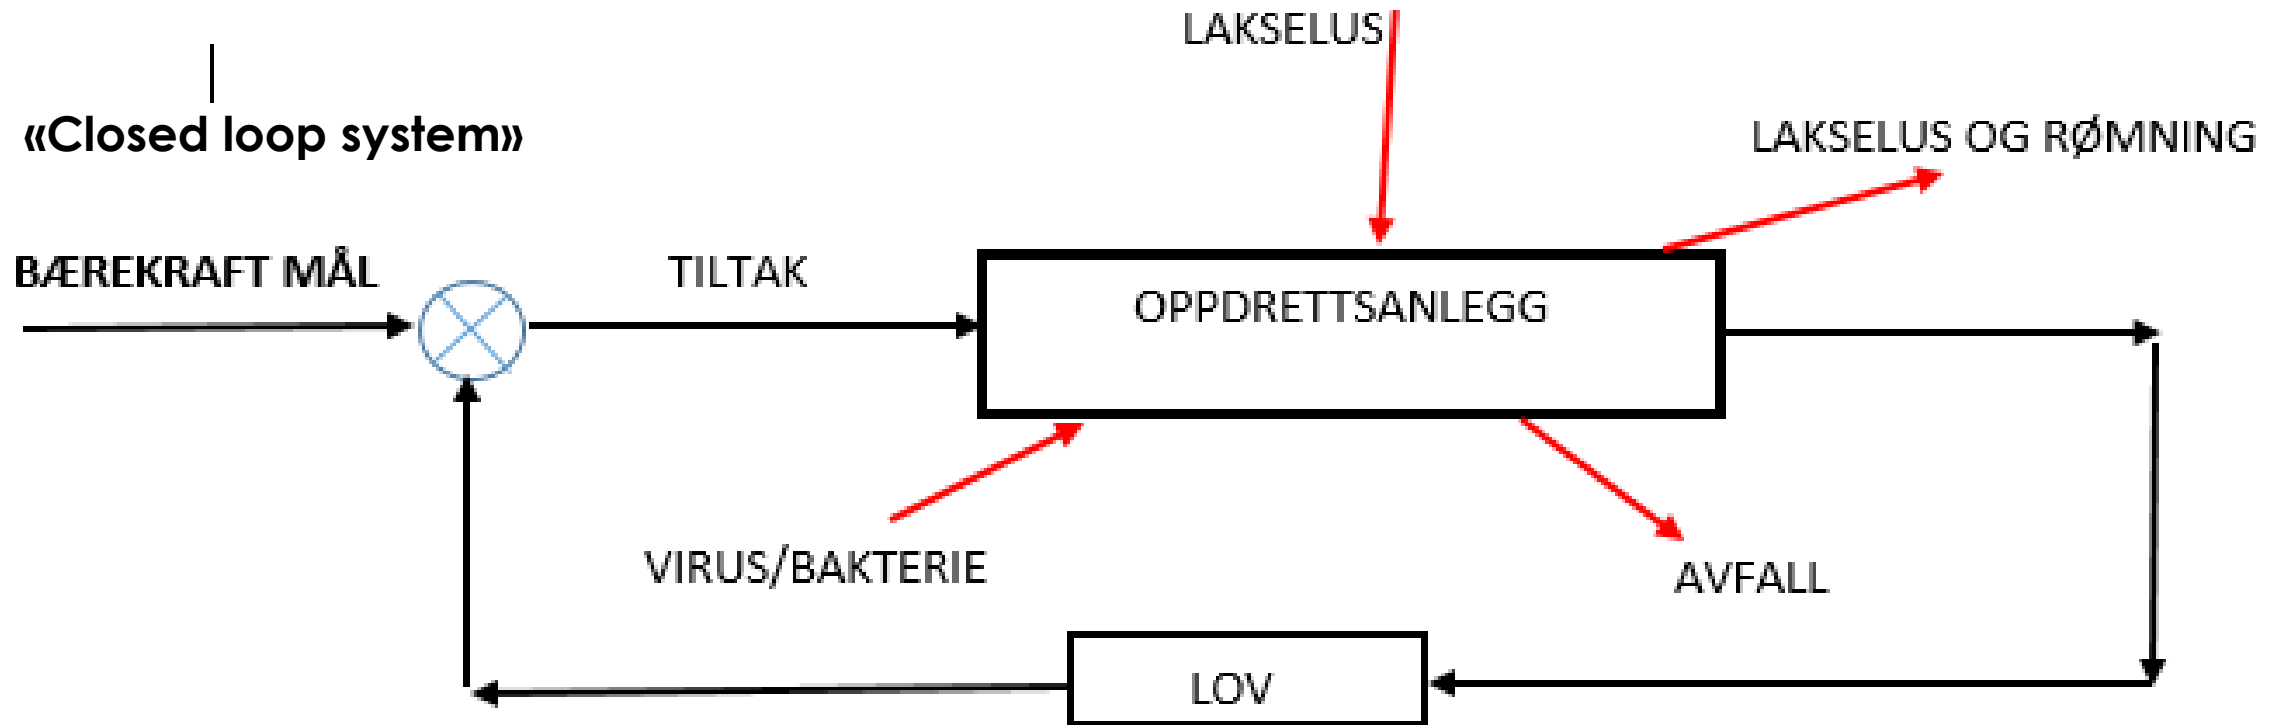 LAKSELUS
«Closed loop system»
LAKSELUS OG RØMNING
BÆREKRAFT MÅL
TILTAK
OPPDRETTSANLEGG
VIRUS/BAKTERIE
AVFALL
LOV